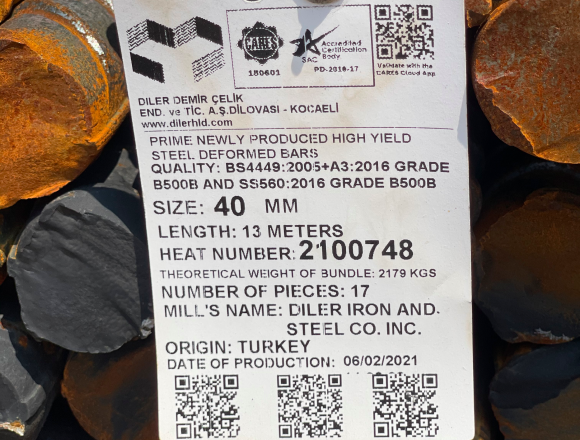 CARES
180601
SAC
Accredited
Certification
Body
PD-2018-17
Validate with the
CARES Cloud App
DILER DEMİR ÇELİK
END. ve TİC. A.Ş.DİLOVASI - KOCAELİ
www.dilerhld.com
PRIME NEWLY PRODUCED HIGH YIELD
STEEL DEFORMED BARS
QUALITY: BS4449:2005+A3:2016 GRADE
B500B AND SS560:2016 GRADE B500B
SIZE: 40 MM
LENGTH: 13 METERS
HEAT NUMBER: 2100748
THEORETICAL WEIGHT OF BUNDLE: 2179 KGS
NUMBER OF PIECES: 17
MILL'S NAME: DILER IRON AND
STEEL CO. INC.
ORIGIN: TURKEY
DATE OF PRODUCTION: 06/02/2021